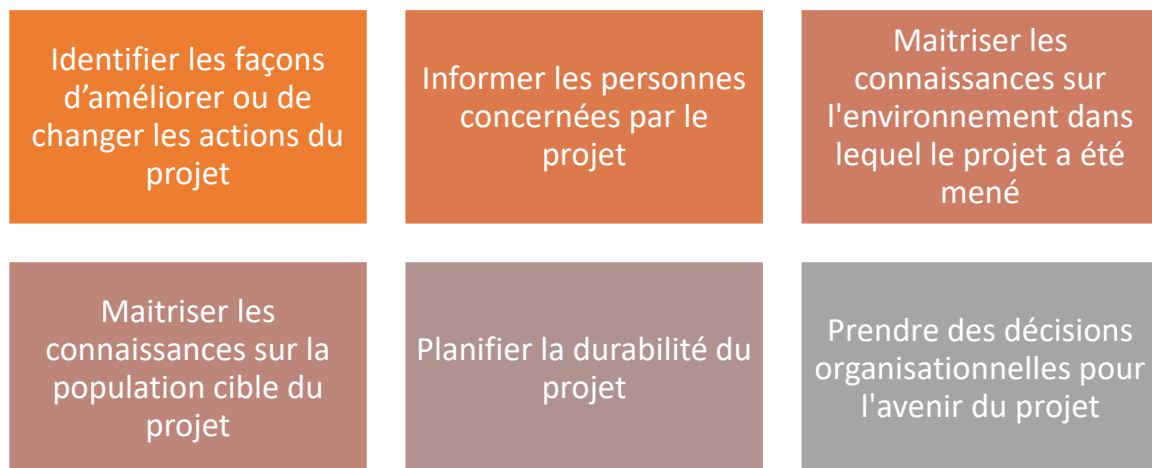 Identifier les façons
d’améliorer ou de
changer les actions du
projet
Informer les personnes
concernées par le
projet
Maitriser les
connaissances sur
l'environnement dans
lequel le projet a été
mené
Maitriser les
connaissances sur la
population cible du
projet
Planifier la durabilité du
projet
Prendre des décisions
organisationnelles pour
l'avenir du projet